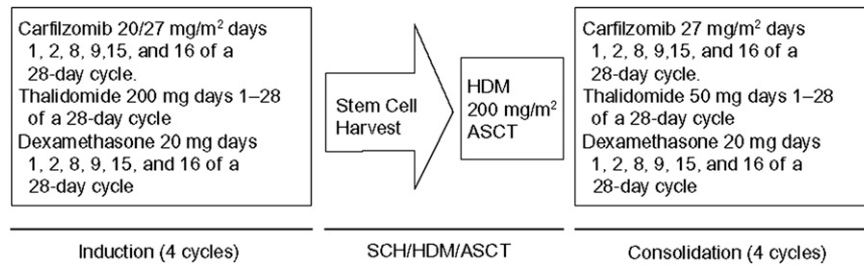 Carfilzomib 20/27 mg/m² days
1, 2, 8, 9,15, and 16 of a
28-day cycle.
Thalidomide 200 mg days 1–28
of a 28-day cycle
Dexamethasone 20 mg days
1, 2, 8, 9, 15, and 16 of a
28-day cycle
Induction (4 cycles)
Stem Cell
Harvest
HDM
200 mg/m²
ASCT
SCH/HDM/ASCT
Carfilzomib 27 mg/m² days
1, 2, 8, 9,15, and 16 of a
28-day cycle.
Thalidomide 50 mg days 1–28
of a 28-day cycle
Dexamethasone 20 mg days
1, 2, 8, 9, 15, and 16 of a
28-day cycle
Consolidation (4 cycles)